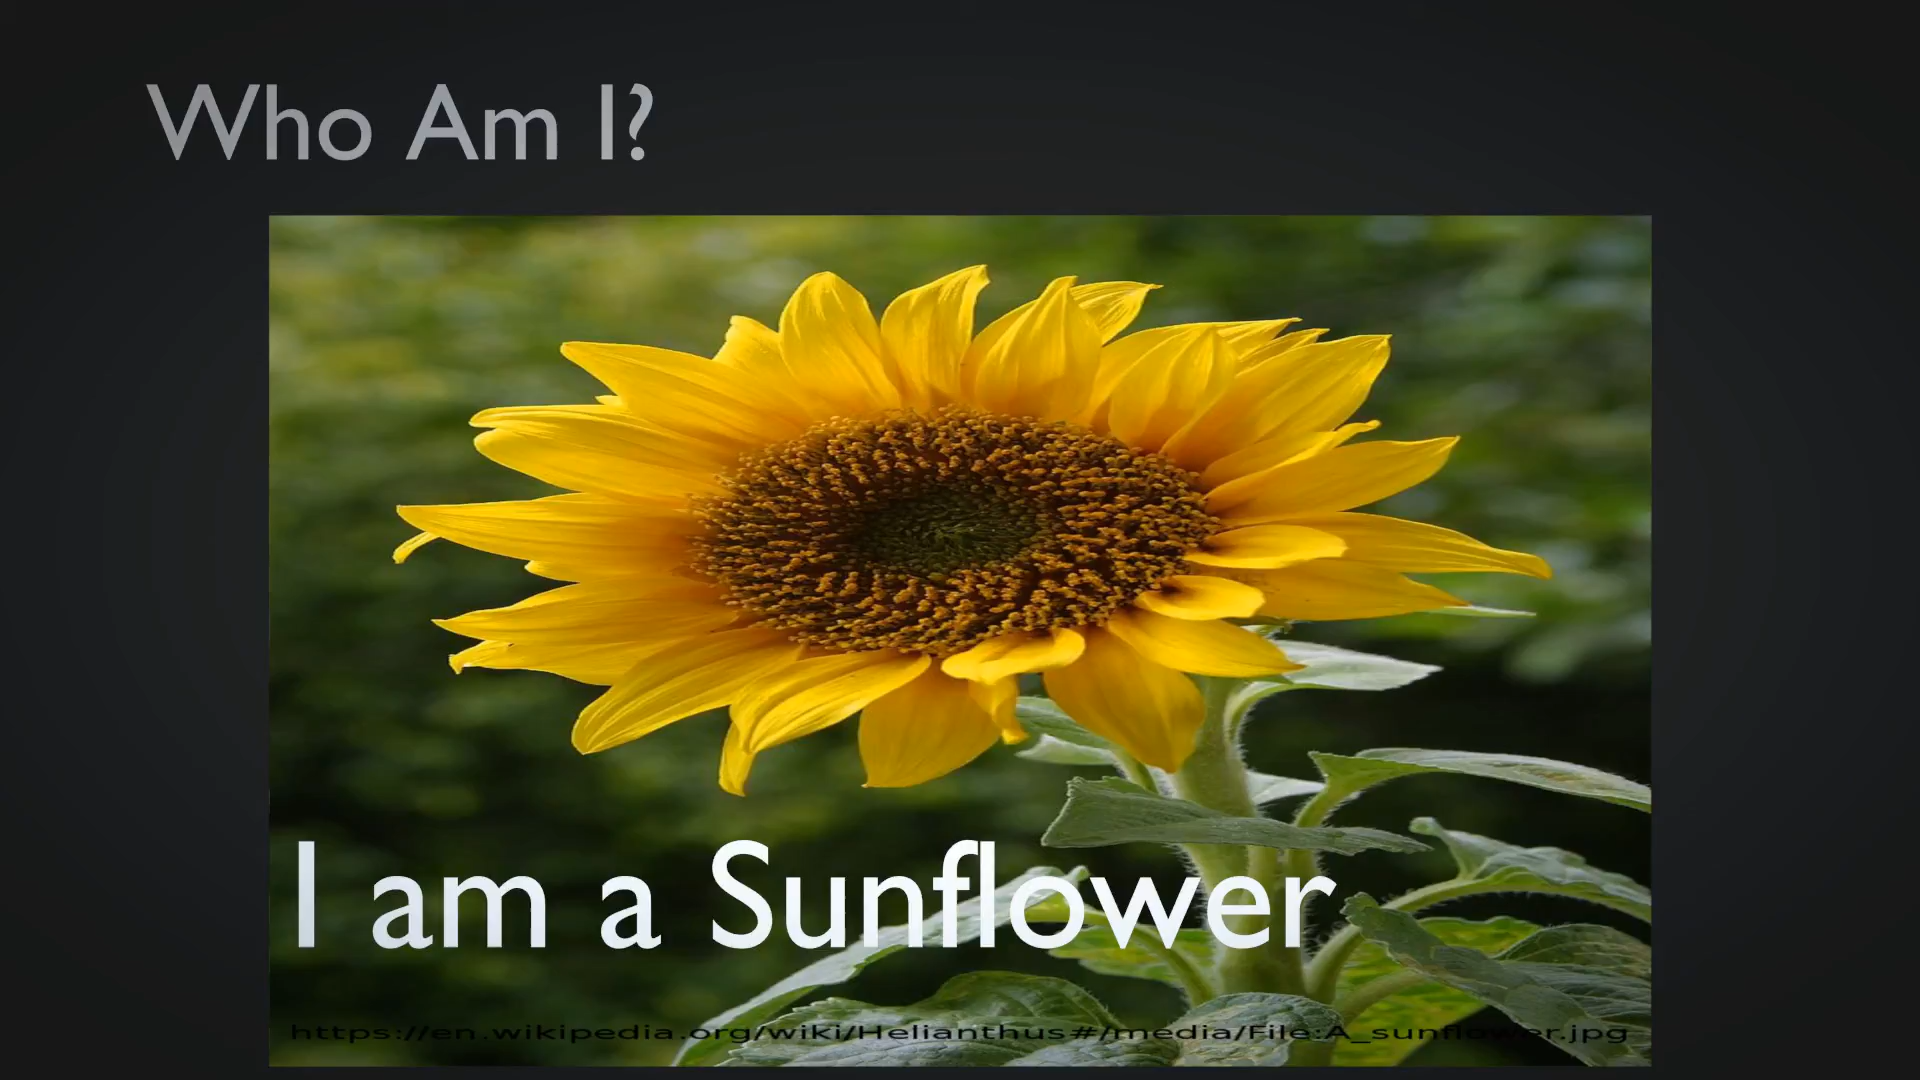 Who Am I?
I am a Sunflower
https://en.wikipedia.org/wiki/Helianthus#/media/File:A_sunflower.jpg